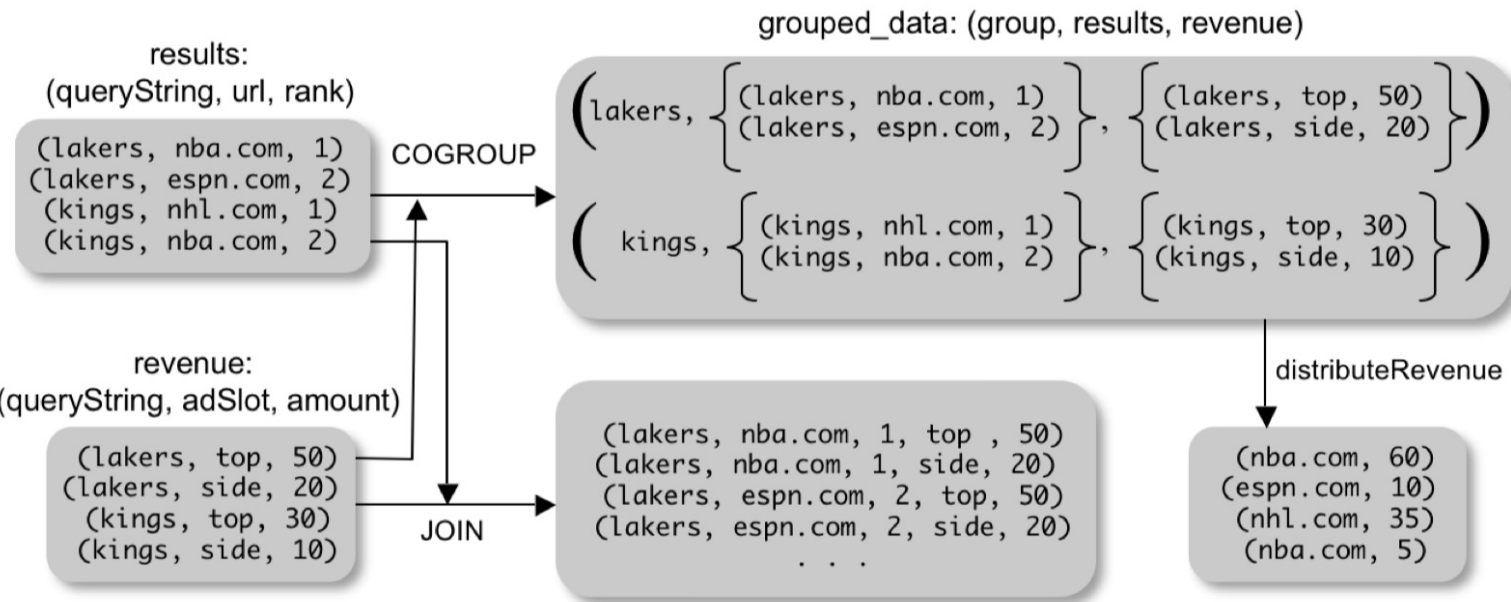 results:
(queryString, url, rank)
(lakers, nba.com, 1)
(lakers, espn.com, 2)
(kings, nhl.com, 1)
(kings, nba.com, 2)
COGROUP
grouped_data: (group, results, revenue)
(lakers, {(lakers, nba.com, 1)
(lakers, espn.com, 2)}, {(lakers, top, 50)
(lakers, side, 20)})
(kings, {(kings, nhl.com, 1)
(kings, nba.com, 2)}, {(kings, top, 30)
(kings, side, 10)})
revenue:
(queryString, adSlot, amount)
(lakers, top, 50)
(lakers, side, 20)
(kings, top, 30)
(kings, side, 10)
JOIN
(lakers, nba.com, 1, top , 50)
(lakers, nba.com, 1, side, 20)
(lakers, espn.com, 2, top, 50)
(lakers, espn.com, 2, side, 20)
. . .
distributeRevenue
(nba.com, 60)
(espn.com, 10)
(nhl.com, 35)
(nba.com, 5)